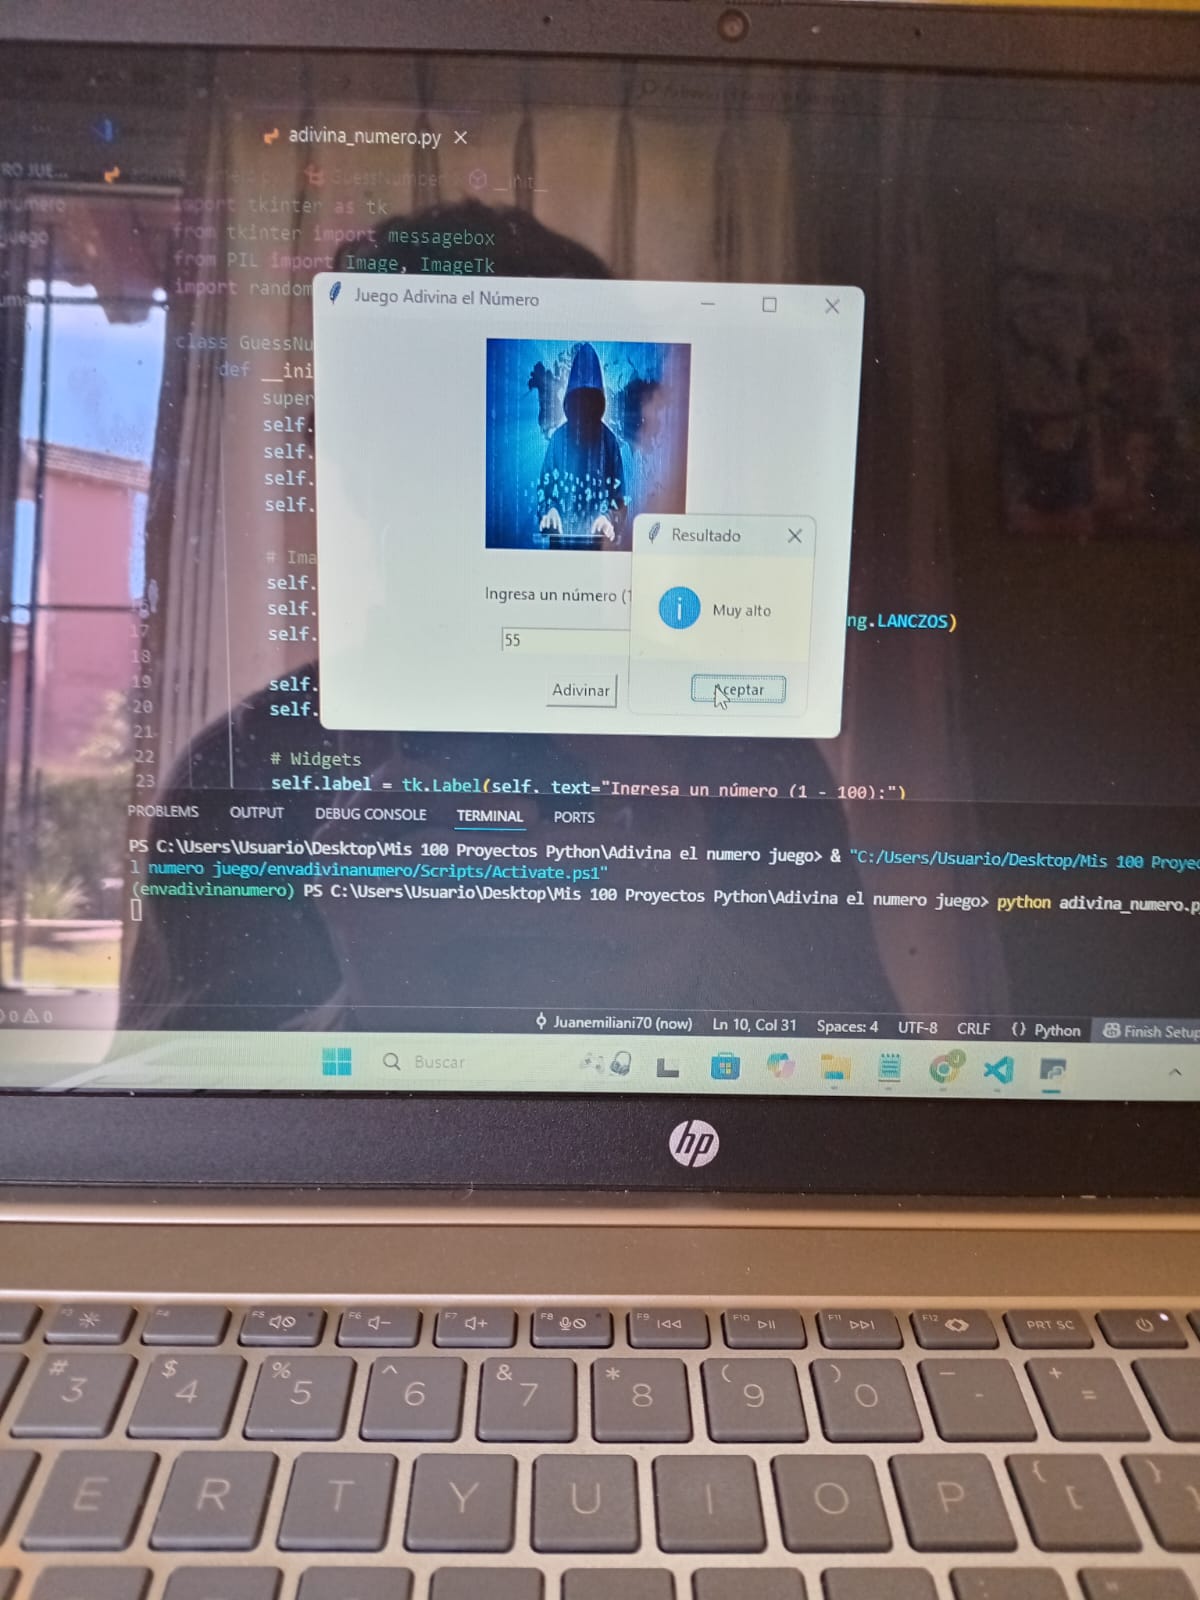 adivina_numero.py
RO JUE...
GuessNumber
__init__
import tkinter as tk
from tkinter import messagebox
from PIL import Image, ImageTk
import random
Juego Adivina el Número
class GuessNu
def __ini
super
self.
self.
self.
self.
# Ima
self.
self.
ng.LANCZOS)
self.
self.
self.
Resultado
Muy alto
Aceptar
Ingresa un número (1
55
Adivinar
17
18
19
20
21
22
23
# Widgets
self.label = tk.Label(self. text="Ingresa un número (1 - 100):")
PROBLEMS OUTPUT DEBUG CONSOLE TERMINAL PORTS
PS C:\Users\Usuario\Desktop\Mis 100 Proyectos Python\Adivina el numero juego> & "C:/Users/Usuario/Desktop/Mis 100 Proyec
l numero juego/envadivinanumero/Scripts/Activate.ps1"
(envadivinanumero) PS C:\Users\Usuario\Desktop\Mis 100 Proyectos Python\Adivina el numero juego> python adivina_numero.p
0 0
Juanemiliani70 (now) Ln 10, Col 31 Spaces: 4 UTF-8 CRLF {} Python Finish Setup
Buscar
hp
F5 F6 F7 F8 F9 F10 F11 F12 PRT SC
# 3 $ 4 % 5 ^ 6 & 7 * 8 ( 9 ) 0 _ - + =
E R T Y U I O P { [ }